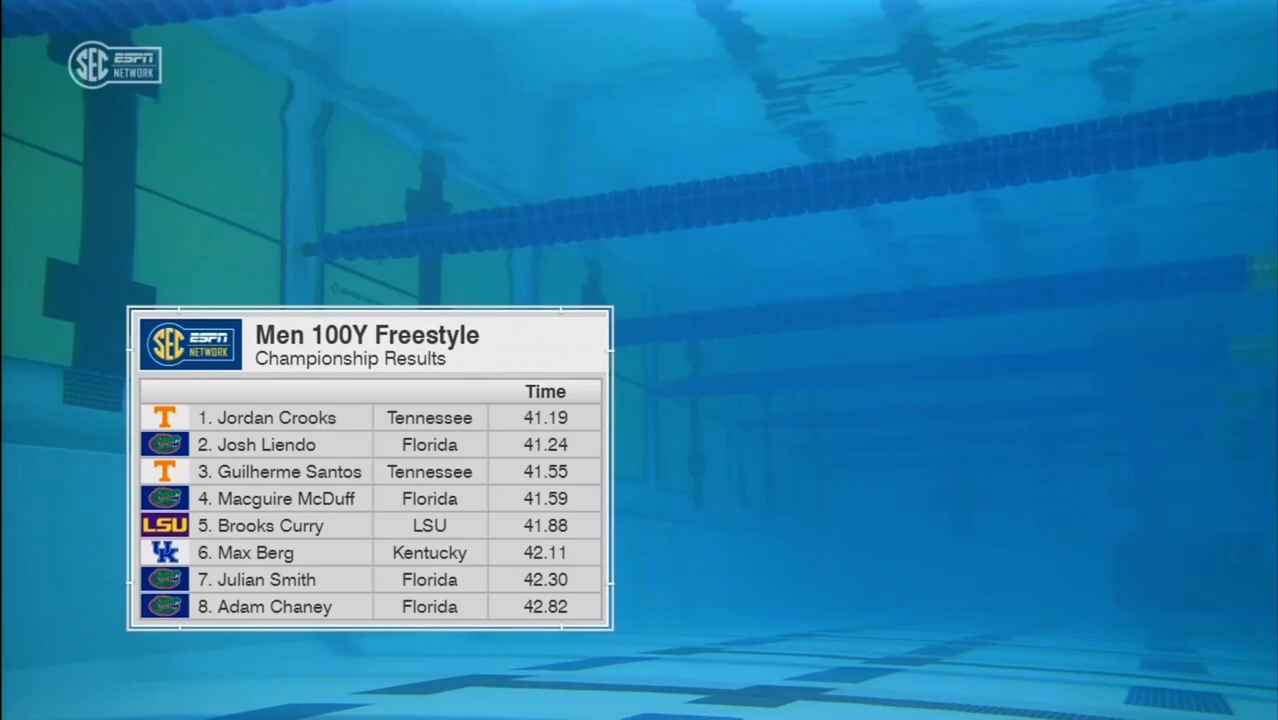 SEC ESPN NETWORK
SEC ESPN NETWORK
Men 100Y Freestyle
Championship Results
Time
T 1. Jordan Crooks Tennessee 41.19
2. Josh Liendo Florida 41.24
T 3. Guilherme Santos Tennessee 41.55
4. Macguire McDuff Florida 41.59
LSU 5. Brooks Curry LSU 41.88
UK 6. Max Berg Kentucky 42.11
7. Julian Smith Florida 42.30
8. Adam Chaney Florida 42.82